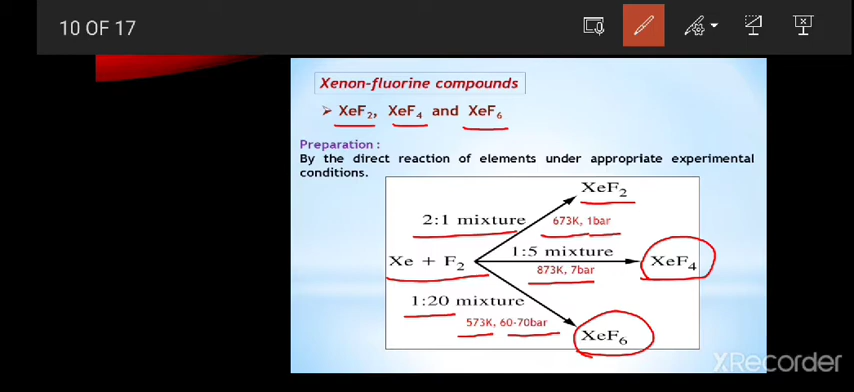 10 OF 17
Xenon-fluorine compounds
➢ XeF₂, XeF₄ and XeF₆
Preparation :
By the direct reaction of elements under appropriate experimental
conditions.
XeF₂
2:1 mixture
673K, 1bar
1:5 mixture
Xe + F₂
XeF₄
873K, 7bar
1:20 mixture
573K, 60-70bar
XeF₆
XRecorder